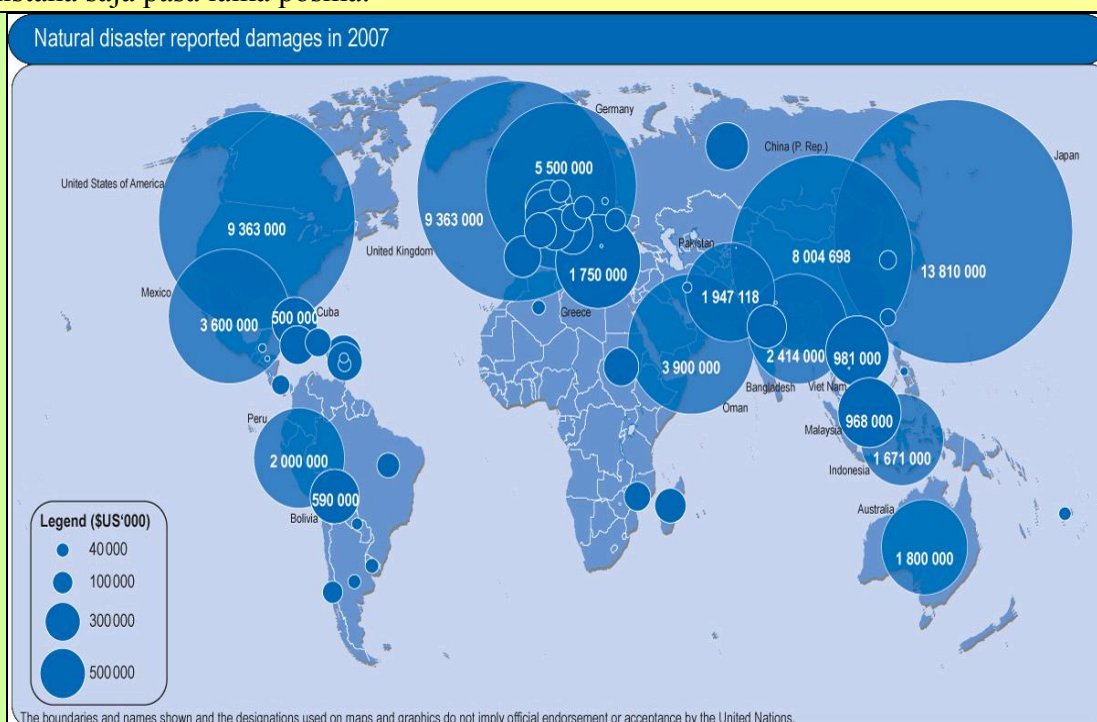 Natural disaster reported damages in 2007
Germany
China (P. Rep.)
Japan
5 500 000
United States of America
9 363 000
9 363 000
United Kingdom
Pakistan
8 004 698
13 810 000
1 750 000
Mexico
1 947 118
3 600 000
500 000
Cuba
Greece
3 900 000
2 414 000
981 000
Bangladesh
Viet Nam
Oman
Peru
968 000
Malaysia
2 000 000
1 671 000
Indonesia
590 000
Bolivia
Australia
1 800 000
Legend ($US'000)
40 000
100 000
300 000
500 000
The boundaries and names shown and the designations used on maps and graphics do not imply official endorsement or acceptance by the United Nations.